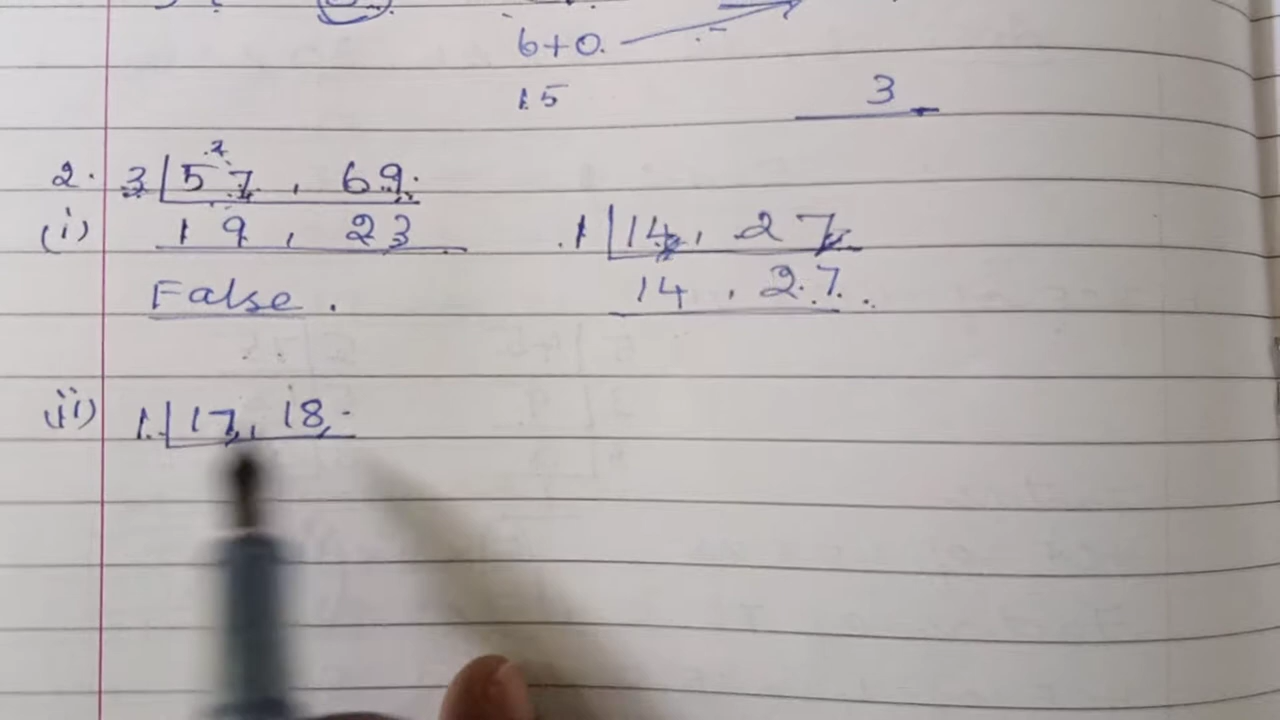 6+0.
15
3
2. 3 57, 69.
2
(i) 19, 23
1 14, 27
False.
14, 27.
(ii) 1 17, 18,